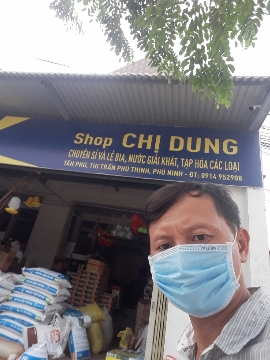 Shop CHỊ DUNG
CHUYÊN SỈ VÀ LẺ BIA, NƯỚC GIẢI KHÁT, TẠP HÓA CÁC LOẠI
TÂN PHÚ, THỊ TRẤN PHÚ THỊNH, PHÚ NINH - ĐT: 0914 952908